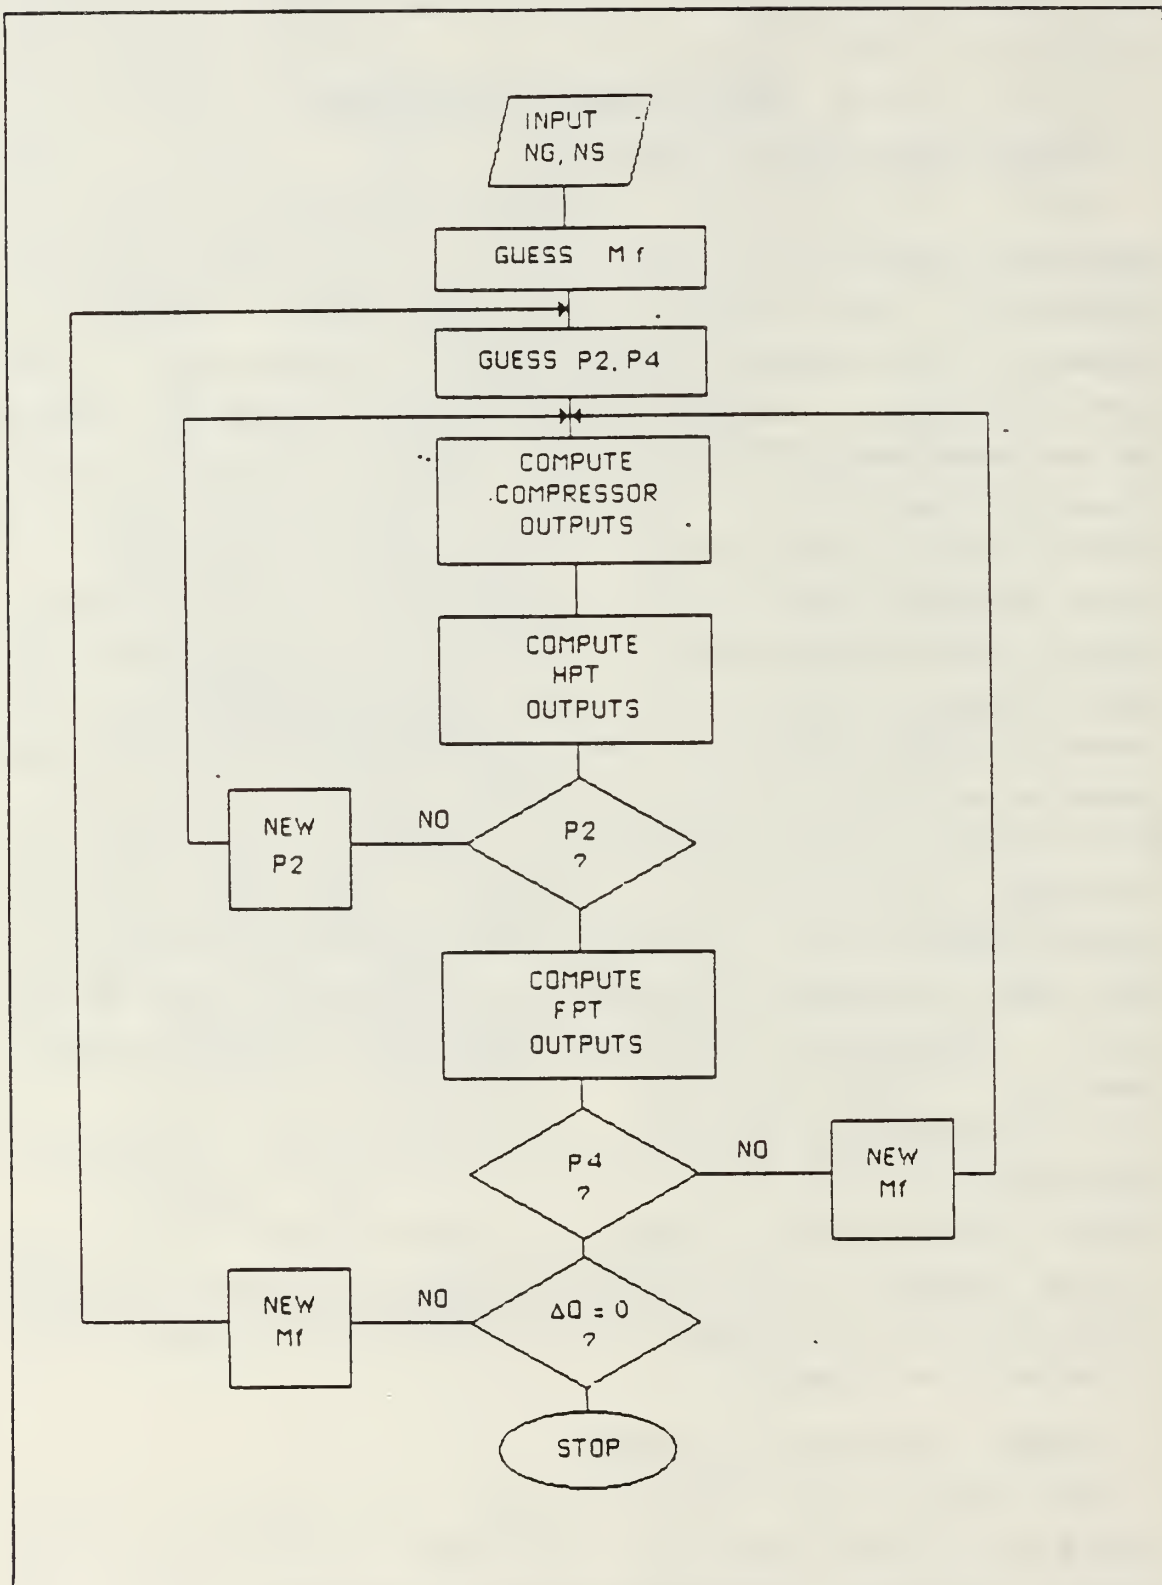 INPUT
NG, NS
GUESS Mf
GUESS P2, P4
COMPUTE
COMPRESSOR
OUTPUTS
COMPUTE
HPT
OUTPUTS
P2
?
NO
NEW
P2
COMPUTE
FPT
OUTPUTS
P4
?
NO
NEW
Mf
ΔQ = 0
?
NO
NEW
Mf
STOP